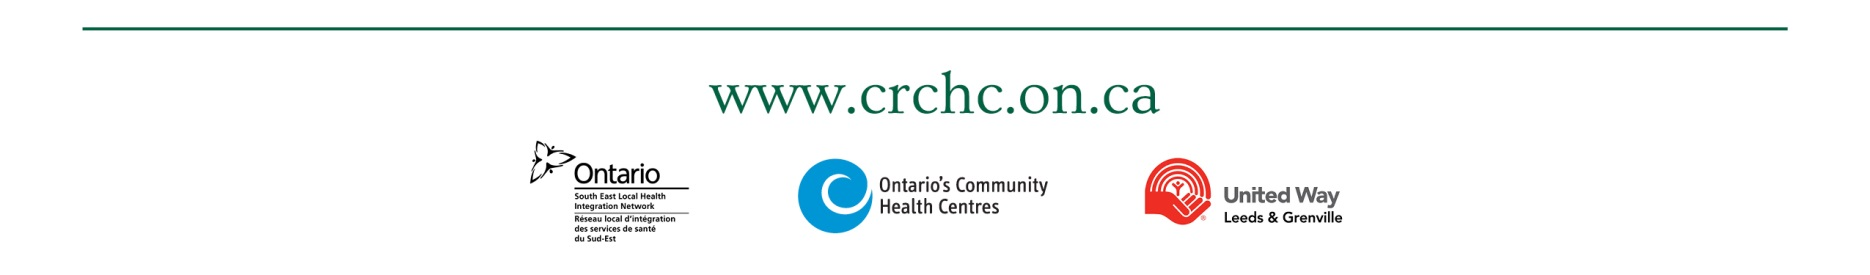 www.crchc.on.ca
Ontario
South East Local Health
Integration Network
Réseau local d'intégration
des services de santé
du Sud-Est
Ontario's Community
Health Centres
United Way
Leeds & Grenville